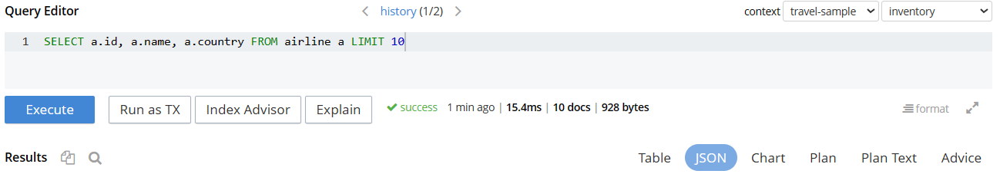 Query Editor history (1/2) context travel-sample inventory
1 SELECT a.id, a.name, a.country FROM airline a LIMIT 10
Execute Run as TX Index Advisor Explain success 1 min ago | 15.4ms | 10 docs | 928 bytes format
Results Table JSON Chart Plan Plan Text Advice